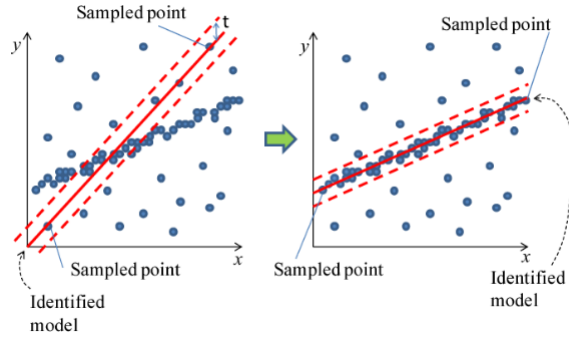 Sampled point
t
y
x
Sampled point
Identified
model
Sampled point
y
x
Sampled point
Identified
model